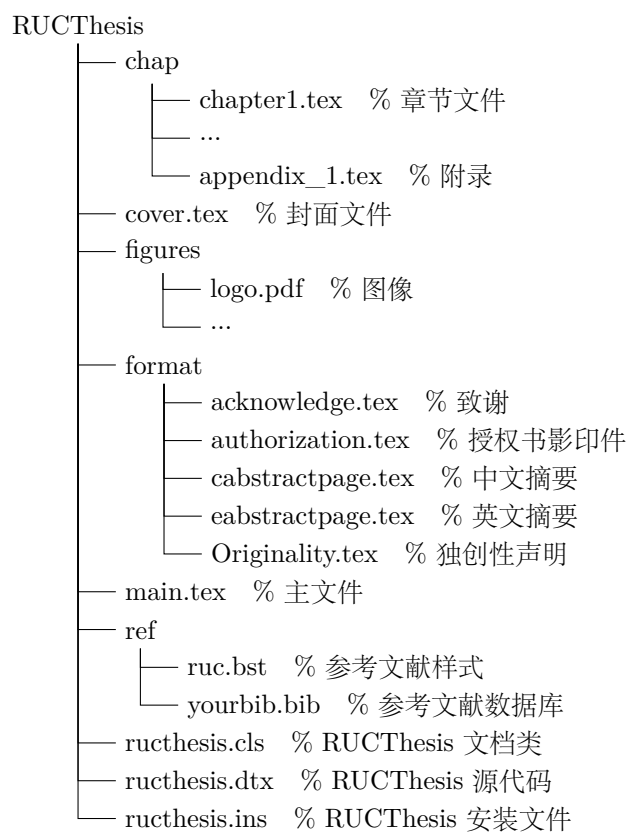 RUCThesis
chap
chapter1.tex % 章节文件
...
appendix_1.tex % 附录
cover.tex % 封面文件
figures
logo.pdf % 图像
...
format
acknowledge.tex % 致谢
authorization.tex % 授权书影印件
cabstractpage.tex % 中文摘要
eabstractpage.tex % 英文摘要
Originality.tex % 独创性声明
main.tex % 主文件
ref
ruc.bst % 参考文献样式
yourbib.bib % 参考文献数据库
ructhesis.cls % RUCThesis 文档类
ructhesis.dtx % RUCThesis 源代码
ructhesis.ins % RUCThesis 安装文件